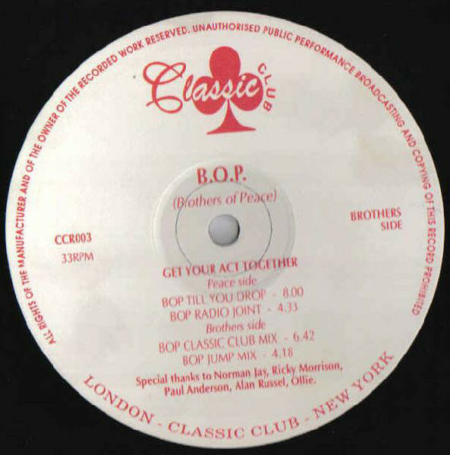 ALL RIGHTS OF THE MANUFACTURER AND OF THE OWNER OF THE RECORDED WORK RESERVED. UNAUTHORISED PUBLIC PERFORMANCE BROADCASTING AND COPYING OF THIS RECORD PROHIBITED
Classic
CLUB
B.O.P.
(Brothers of Peace)
CCR003
33RPM
BROTHERS
SIDE
GET YOUR ACT TOGETHER
Peace side
BOP TILL YOU DROP - 8.00
BOP RADIO JOINT - 4.33
Brothers side
BOP CLASSIC CLUB MIX - 6.42
BOP JUMP MIX - 4.18
Special thanks to Norman Jay, Ricky Morrison,
Paul Anderson, Alan Russel, Ollie.
LONDON - CLASSIC CLUB - NEW YORK